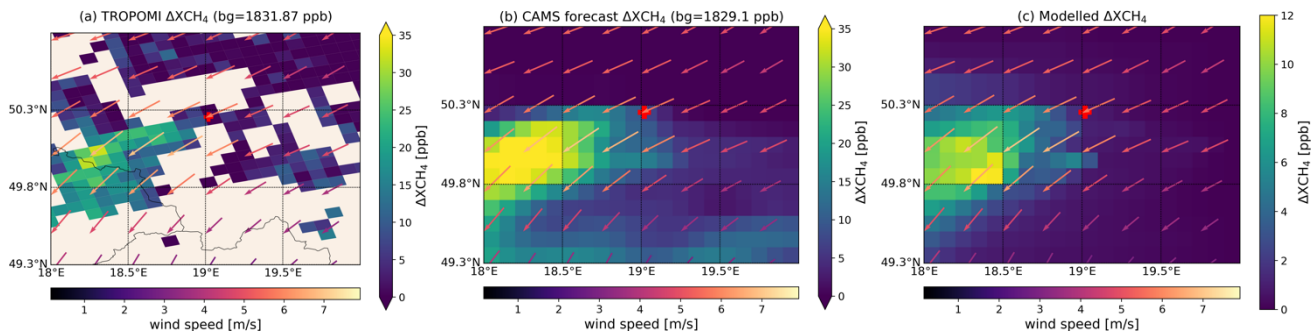 (a) TROPOMI ΔXCH₄ (bg=1831.87 ppb)
50.3°N
49.8°N
49.3°N
18°E
18.5°E
19°E
19.5°E
35
30
25
20
15
10
5
0
ΔXCH₄ [ppb]
1 2 3 4 5 6 7
wind speed [m/s]
(b) CAMS forecast ΔXCH₄ (bg=1829.1 ppb)
50.3°N
49.8°N
49.3°N
18°E
18.5°E
19°E
19.5°E
35
30
25
20
15
10
5
0
ΔXCH₄ [ppb]
1 2 3 4 5 6 7
wind speed [m/s]
(c) Modelled ΔXCH₄
50.3°N
49.8°N
49.3°N
18°E
18.5°E
19°E
19.5°E
12
10
8
6
4
2
0
ΔXCH₄ [ppb]
1 2 3 4 5 6 7
wind speed [m/s]